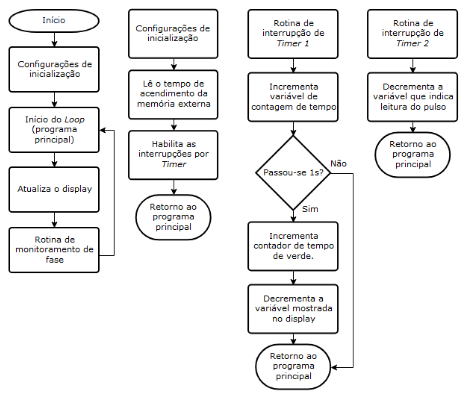 Início
Configurações de
inicialização
Início do Loop
(programa
principal)
Atualiza o display
Rotina de
monitoramento de
fase
Configurações de
inicialização
Lê o tempo de
acendimento da
memória externa
Habilita as
interrupções por
Timer
Retorno ao
programa
principal
Rotina de
interrupção de
Timer 1
Incrementa
variável de
contagem de tempo
Passou-se 1s?
Não
Sim
Incrementa
contador de tempo
de verde.
Decrementa a
variável mostrada
no display
Retorno ao
programa
principal
Rotina de
interrupção de
Timer 2
Decrementa a
variável que indica
leitura do pulso
Retorno ao
programa
principal